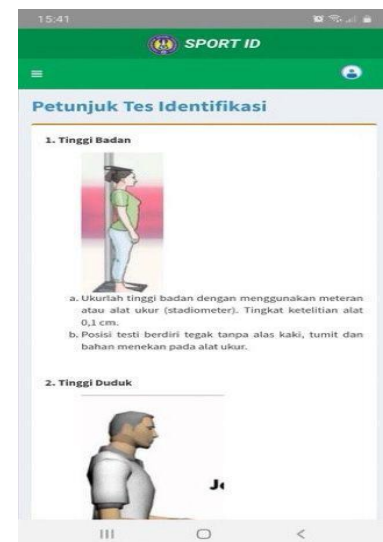 15:41
SPORT ID
Petunjuk Tes Identifikasi
1. Tinggi Badan
a. Ukurlah tinggi badan dengan menggunakan meteran
atau alat ukur (stadiometer). Tingkat ketelitian alat
0,1 cm.
b. Posisi testi berdiri tegak tanpa alas kaki, tumit dan
bahan menekan pada alat ukur.
2. Tinggi Duduk